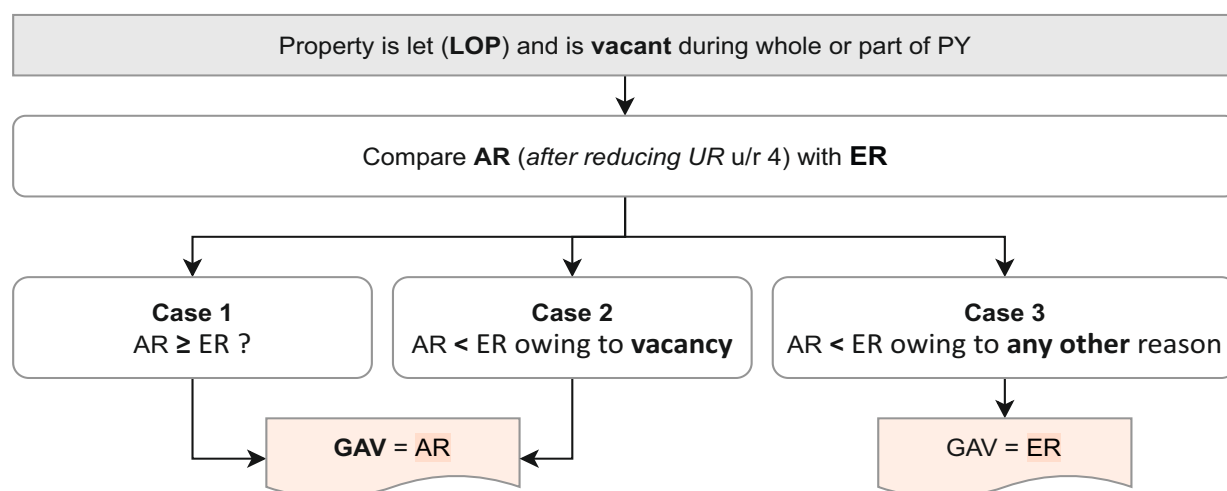 Property is let (LOP) and is vacant during whole or part of PY
Compare AR (after reducing UR u/r 4) with ER
Case 1
AR ≥ ER ?
Case 2
AR < ER owing to vacancy
Case 3
AR < ER owing to any other reason
GAV = AR
GAV = ER